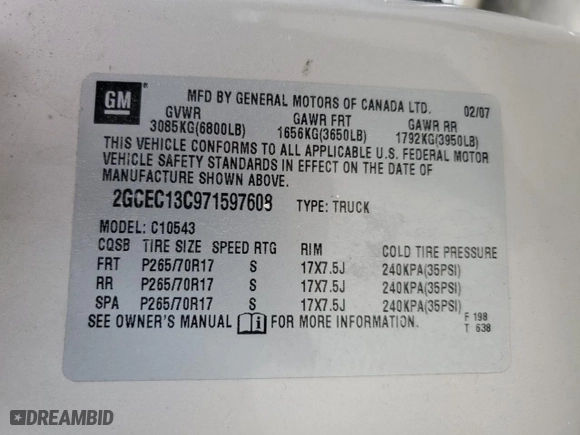 GM
MFD BY GENERAL MOTORS OF CANADA LTD. 02/07
GVWR GAWR FRT GAWR RR
3085KG(6800LB) 1656KG(3650LB) 1792KG(3950LB)
THIS VEHICLE CONFORMS TO ALL APPLICABLE U.S. FEDERAL MOTOR
VEHICLE SAFETY STANDARDS IN EFFECT ON THE DATE OF
MANUFACTURE SHOWN ABOVE.
2GCEC13C971597608 TYPE: TRUCK
MODEL: C10543
CQSB TIRE SIZE SPEED RTG RIM COLD TIRE PRESSURE
FRT P265/70R17 S 17X7.5J 240KPA(35PSI)
RR P265/70R17 S 17X7.5J 240KPA(35PSI)
SPA P265/70R17 S 17X7.5J 240KPA(35PSI)
SEE OWNER'S MANUAL FOR MORE INFORMATION. F 198
T 638
DREAMBID